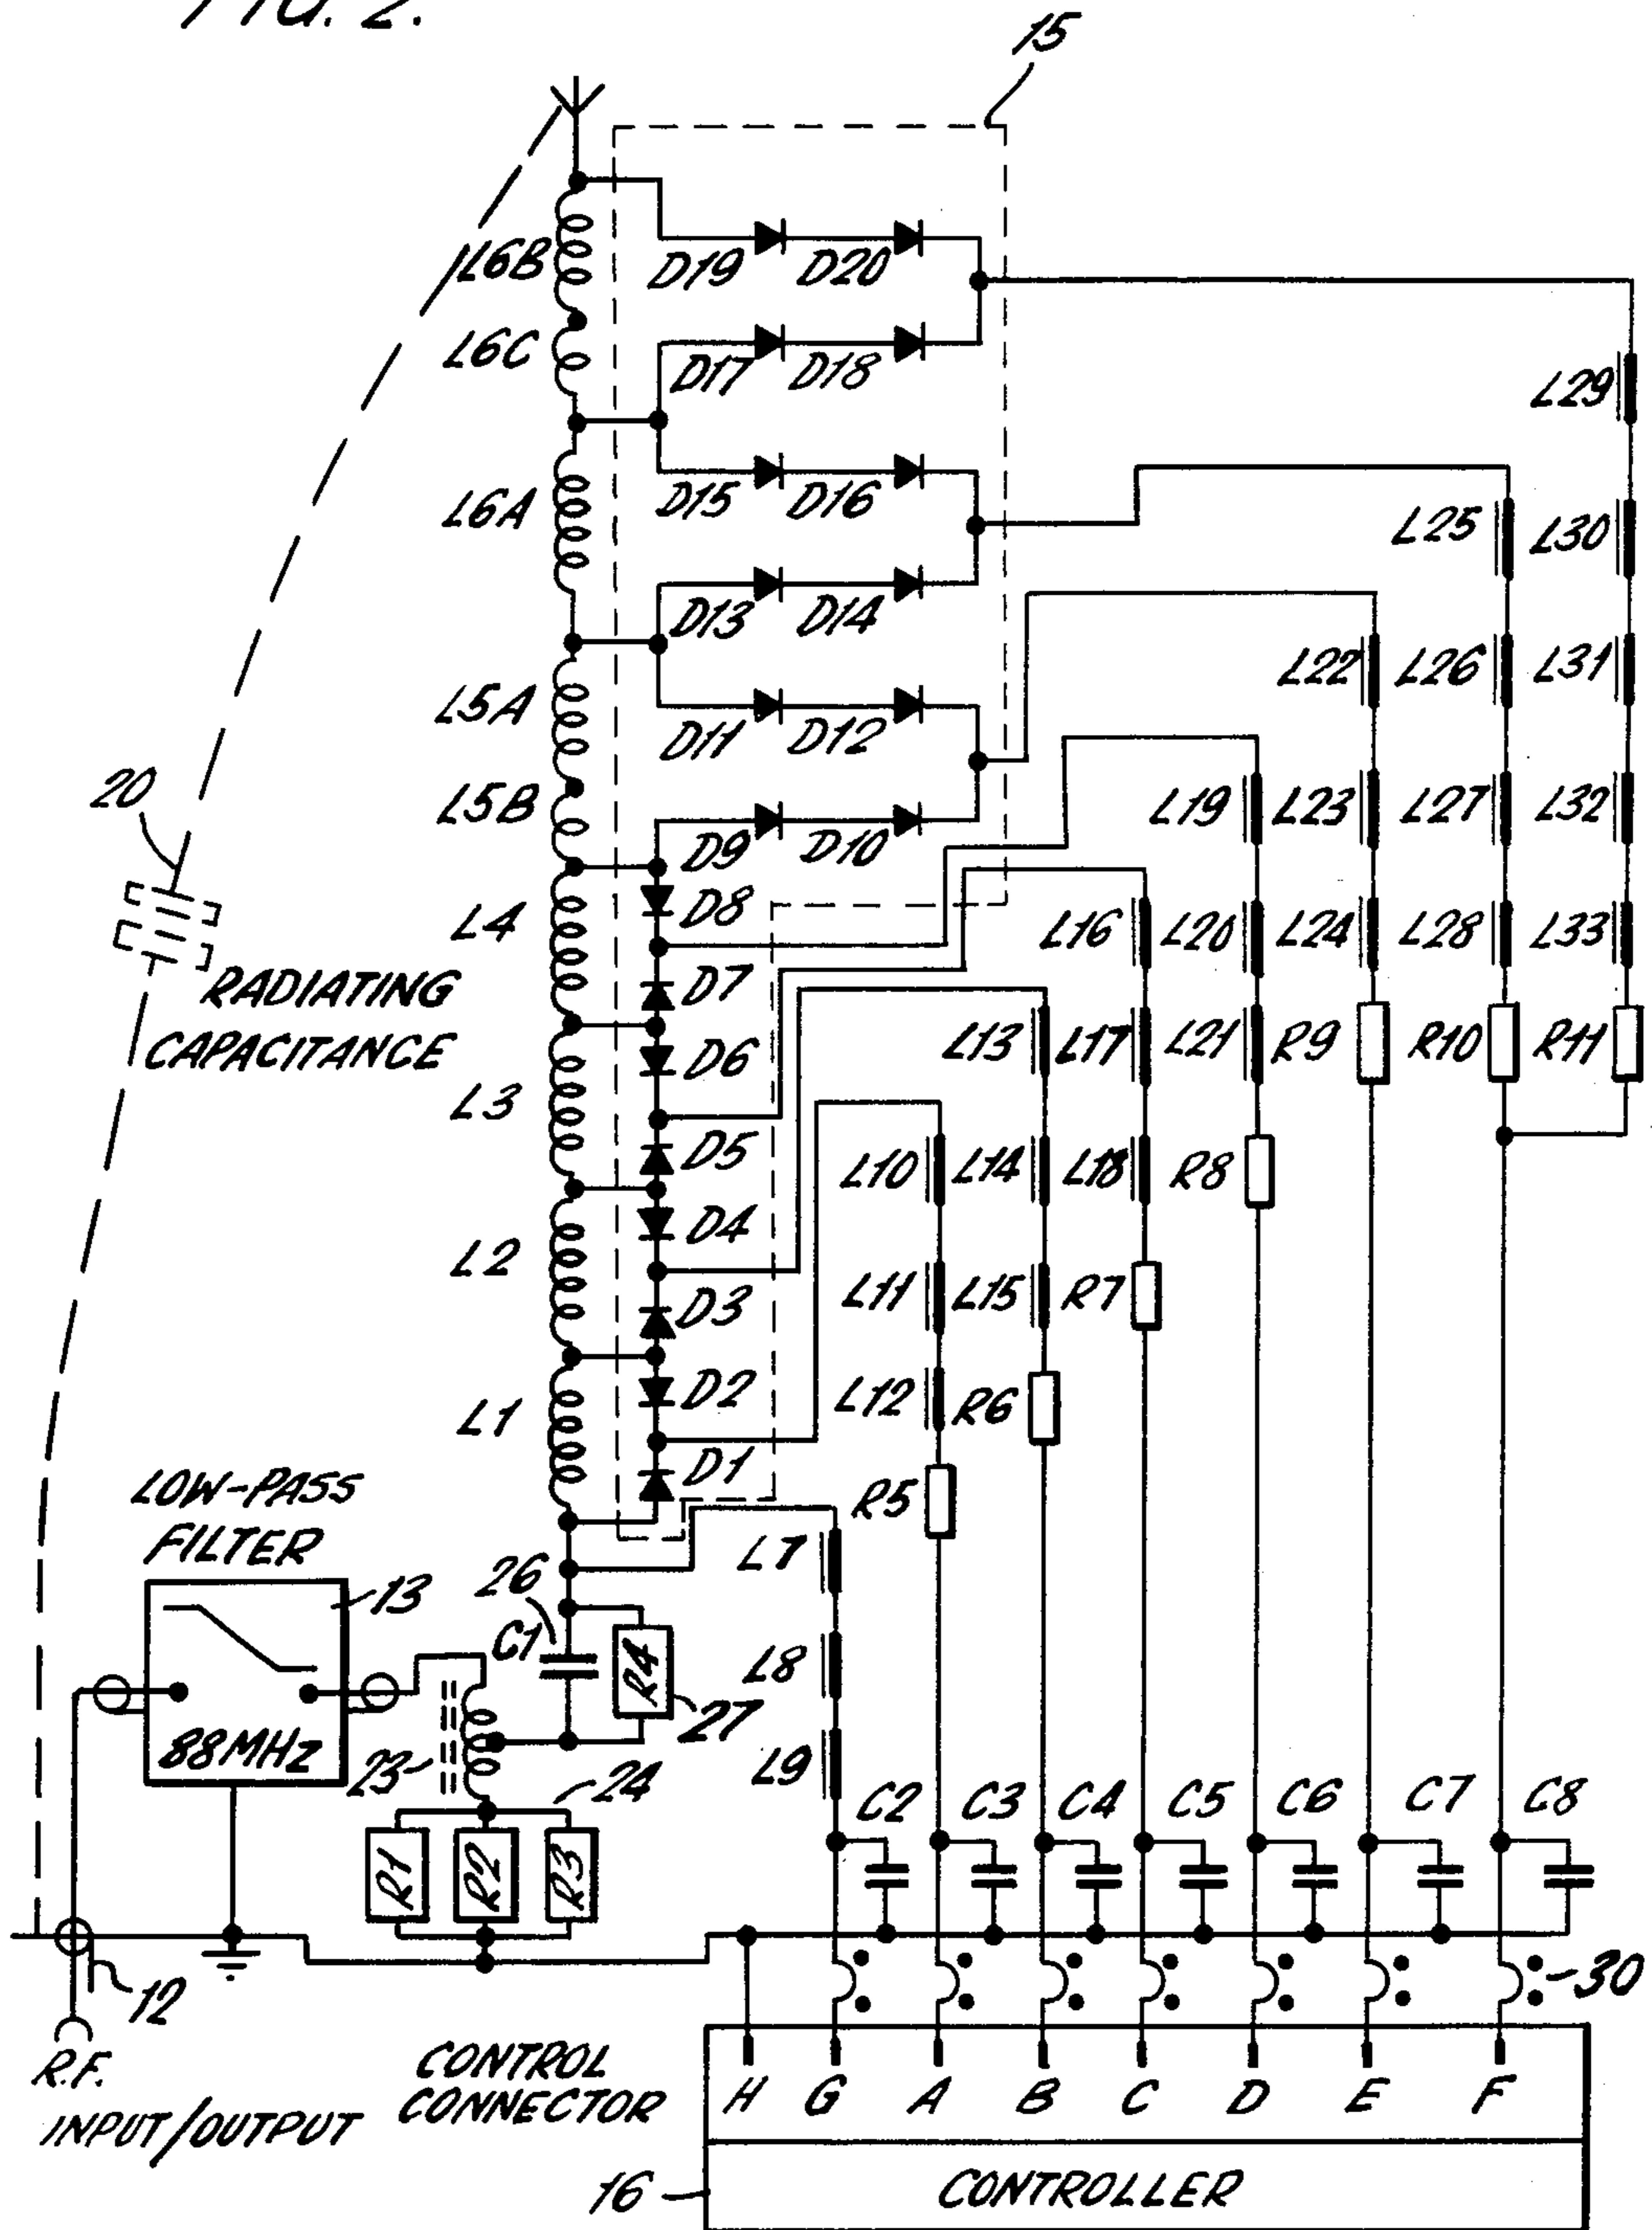 FIG. 2.
15
L6B
D19 D20
L6C
D17 D18
L29
L6A
D15 D16
L25 L30
D13 D14
L22 L26 L31
L5A
D11 D12
20
L5B
L19 L23 L27 L32
D9 D10
L4
D8
L16 L20 L24 L28 L33
RADIATING
CAPACITANCE
D7
L13 L17 L21 R9 R10 R11
D6
L3
D5
L10 L14 L18 R8
D4
L2
L11 L15 R7
D3
D2
L12 R6
L1
D1
R5
LOW-PASS
FILTER
13
88MHz
26
C1
R4
27
L7
L8
L9
23
24
R1 R2 R3
C2 C3 C4 C5 C6 C7 C8
12
30
R.F.
INPUT/OUTPUT
CONTROL
CONNECTOR
H G A B C D E F
16
CONTROLLER